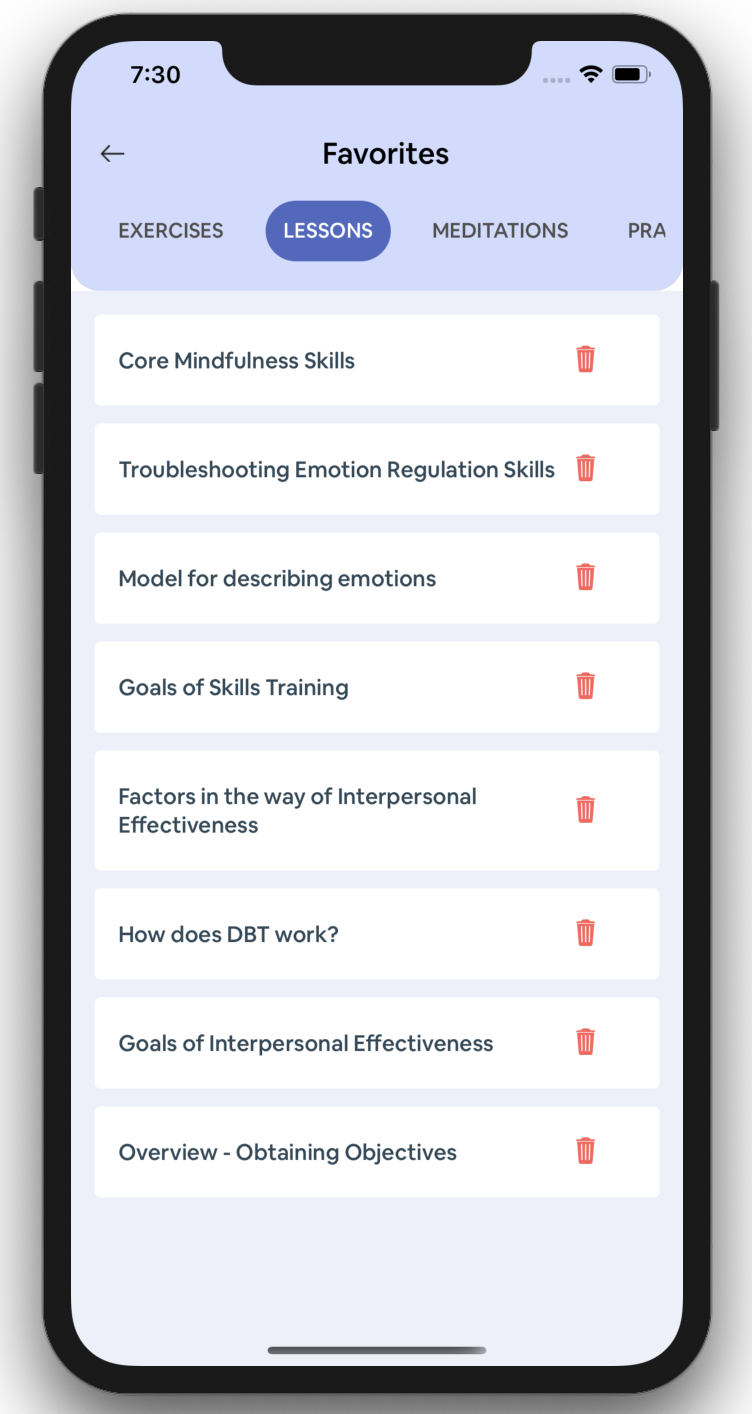 7:30
Favorites
EXERCISES
LESSONS
MEDITATIONS
PRA
Core Mindfulness Skills
Troubleshooting Emotion Regulation Skills
Model for describing emotions
Goals of Skills Training
Factors in the way of Interpersonal
Effectiveness
How does DBT work?
Goals of Interpersonal Effectiveness
Overview - Obtaining Objectives